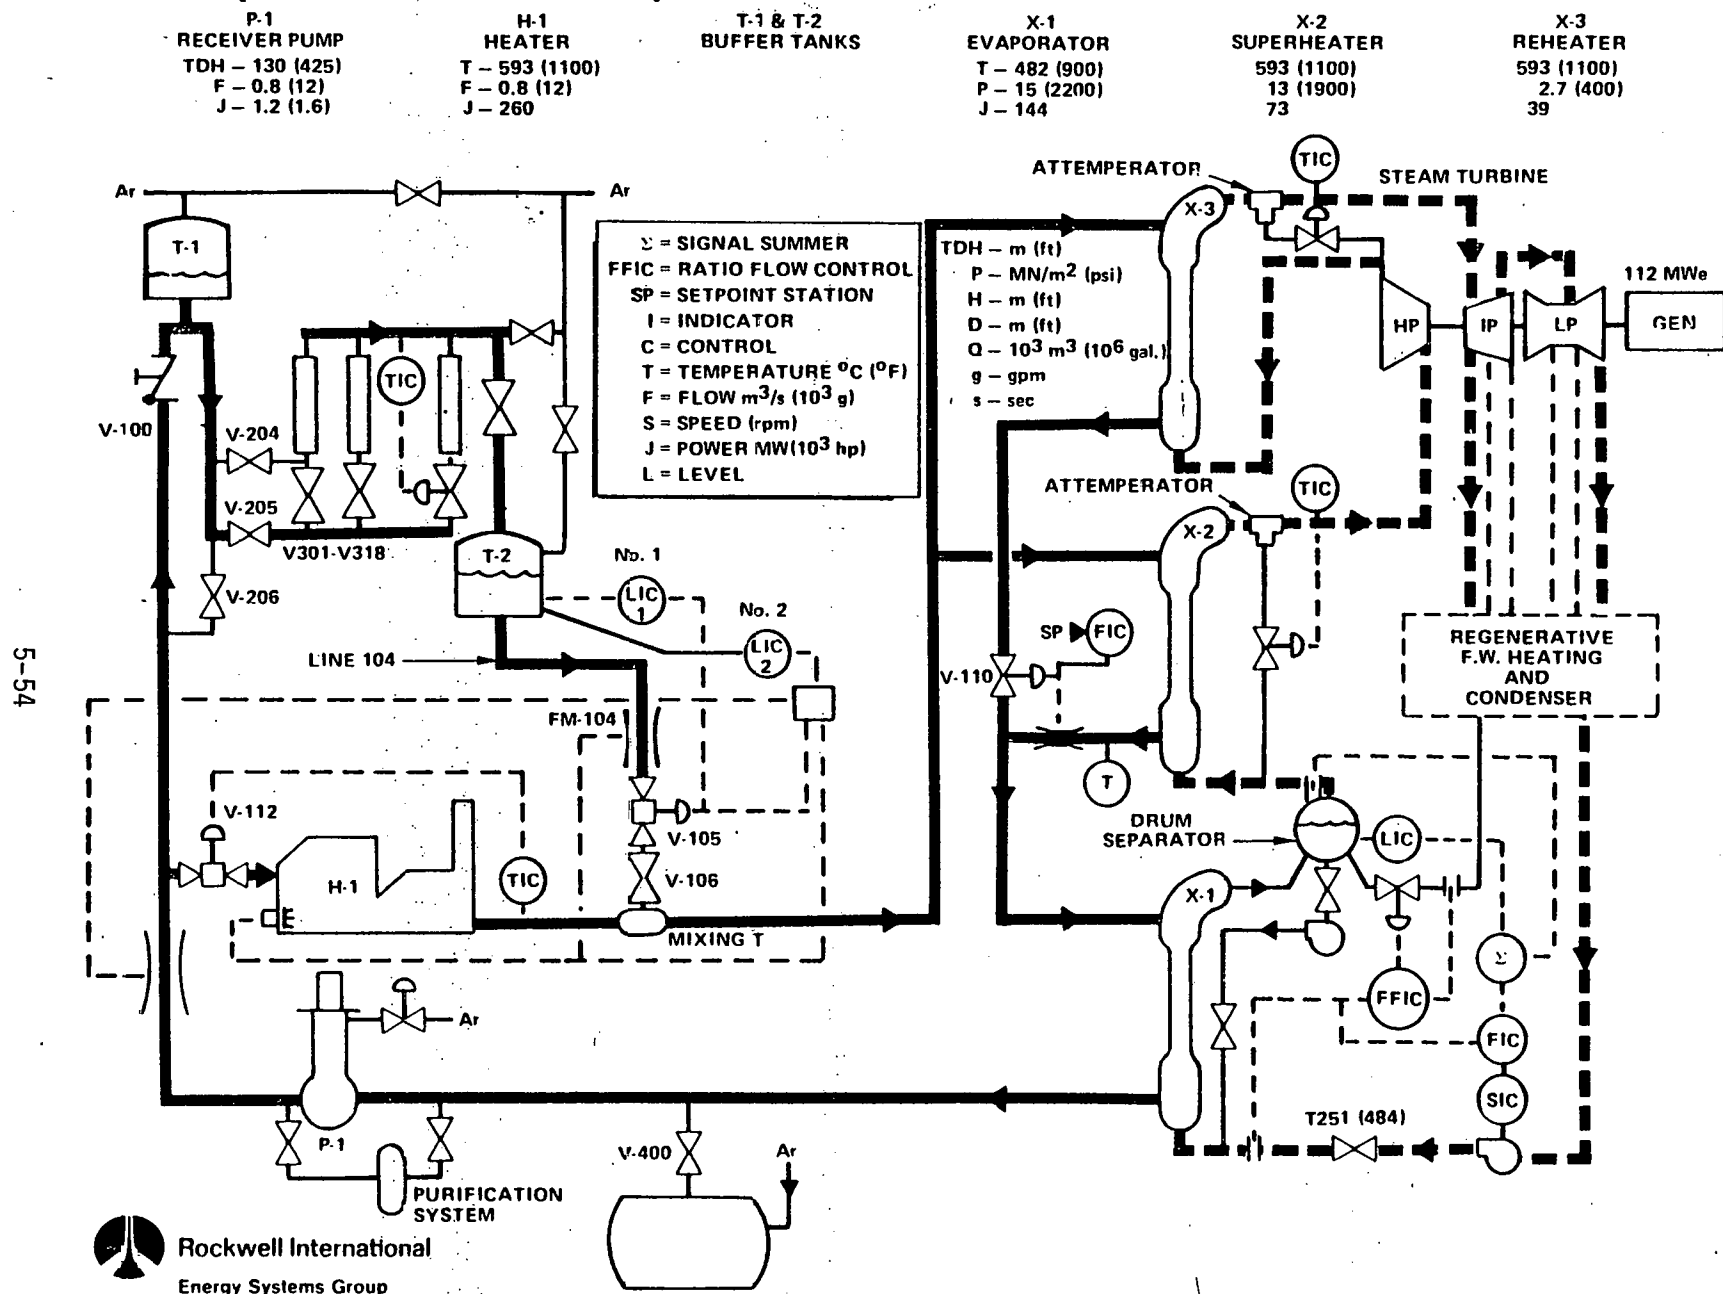 P-1
RECEIVER PUMP
TDH – 130 (425)
F – 0.8 (12)
J – 1.2 (1.6)
H-1
HEATER
T – 593 (1100)
F – 0.8 (12)
J – 260
T-1 & T-2
BUFFER TANKS
X-1
EVAPORATOR
T – 482 (900)
P – 15 (2200)
J – 144
X-2
SUPERHEATER
593 (1100)
13 (1900)
73
X-3
REHEATER
593 (1100)
2.7 (400)
39
Ar
Ar
T-1
V-100
V-204
V-205
V-206
V301-V318
TIC
T-2
Σ = SIGNAL SUMMER
FFIC = RATIO FLOW CONTROL
SP = SETPOINT STATION
I = INDICATOR
C = CONTROL
T = TEMPERATURE °C (°F)
F = FLOW m³/s (10³ g)
S = SPEED (rpm)
J = POWER MW(10³ hp)
L = LEVEL
TDH – m (ft)
P – MN/m² (psi)
H – m (ft)
D – m (ft)
Q – 10³ m³ (10⁶ gal.)
g – gpm
s – sec
ATTEMPERATOR
TIC
STEAM TURBINE
X-3
112 MWe
HP
IP
LP
GEN
ATTEMPERATOR
TIC
X-2
No. 1
LIC
1
No. 2
LIC
2
LINE 104
FM-104
SP
FIC
V-110
T
REGENERATIVE
F.W. HEATING
AND
CONDENSER
5-54
V-112
H-1
TIC
V-105
V-106
MIXING T
DRUM
SEPARATOR
LIC
X-1
Σ
FFIC
FIC
SIC
T251 (484)
Ar
P-1
PURIFICATION
SYSTEM
V-400
Ar
Rockwell International
Energy Systems Group